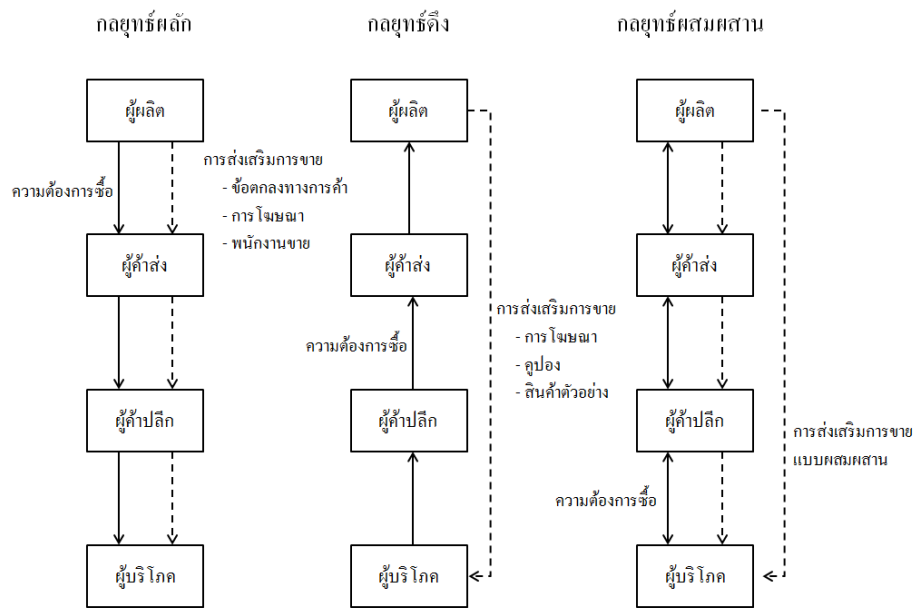 กลยุทธ์ผลัก
ผู้ผลิต
ความต้องการซื้อ
การส่งเสริมการขาย
- ข้อตกลงทางการค้า
- การโฆษณา
- พนักงานขาย
ผู้ค้าส่ง
ผู้ค้าปลีก
ผู้บริโภค
กลยุทธ์ดึง
ผู้ผลิต
ผู้ค้าส่ง
ความต้องการซื้อ
การส่งเสริมการขาย
- การโฆษณา
- คูปอง
- สินค้าตัวอย่าง
ผู้ค้าปลีก
ผู้บริโภค
กลยุทธ์ผสมผสาน
ผู้ผลิต
ผู้ค้าส่ง
ผู้ค้าปลีก
การส่งเสริมการขาย
แบบผสมผสาน
ความต้องการซื้อ
ผู้บริโภค